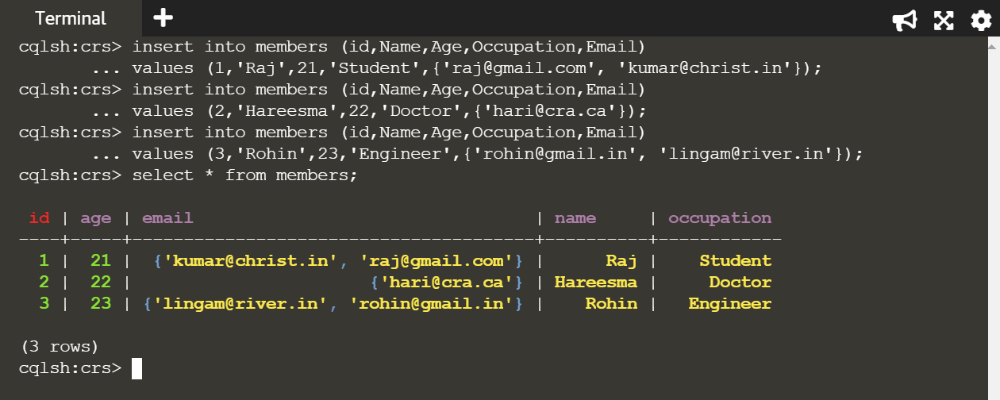 Terminal
cqlsh:crs> insert into members (id,Name,Age,Occupation,Email)
       ... values (1,'Raj',21,'Student',{'raj@gmail.com', 'kumar@christ.in'});
cqlsh:crs> insert into members (id,Name,Age,Occupation,Email)
       ... values (2,'Hareesma',22,'Doctor',{'hari@cra.ca'});
cqlsh:crs> insert into members (id,Name,Age,Occupation,Email)
       ... values (3,'Rohin',23,'Engineer',{'rohin@gmail.in', 'lingam@river.in'});
cqlsh:crs> select * from members;
 id | age | email                                 | name     | occupation
----+-----+---------------------------------------+----------+------------
  1 |  21 |  {'kumar@christ.in', 'raj@gmail.com'} |      Raj |    Student
  2 |  22 |                       {'hari@cra.ca'} | Hareesma |     Doctor
  3 |  23 | {'lingam@river.in', 'rohin@gmail.in'} |    Rohin |   Engineer
(3 rows)
cqlsh:crs>